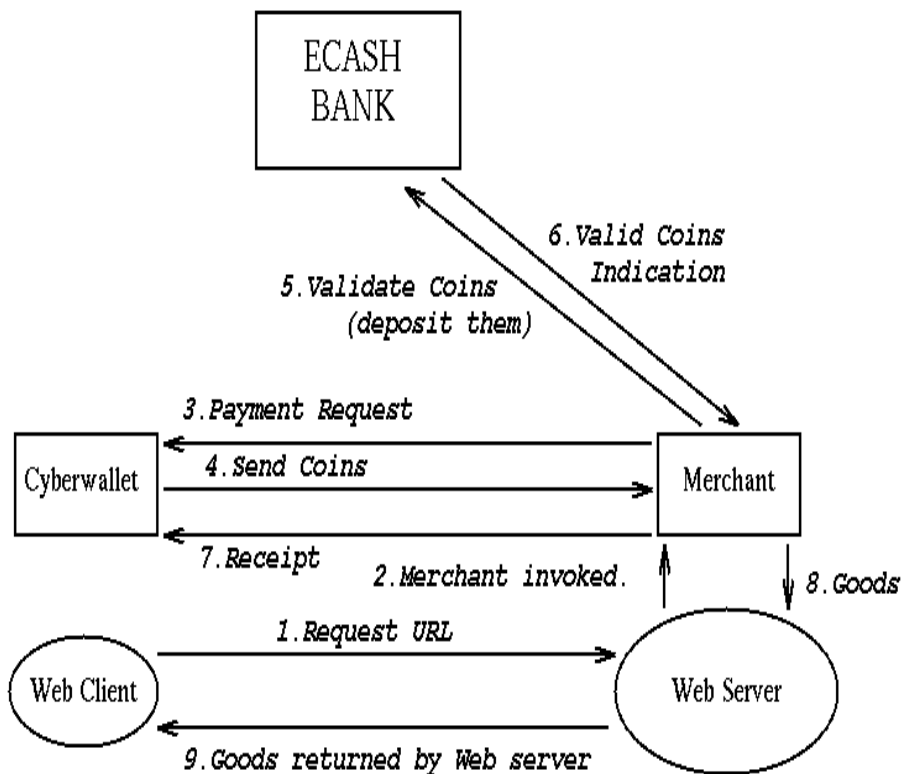 ECASH
BANK
6.Valid Coins
Indication
5.Validate Coins
(deposit them)
3.Payment Request
Cyberwallet
4.Send Coins
Merchant
7.Receipt
2.Merchant invoked.
8.Goods
1.Request URL
Web Client
Web Server
9.Goods returned by Web server